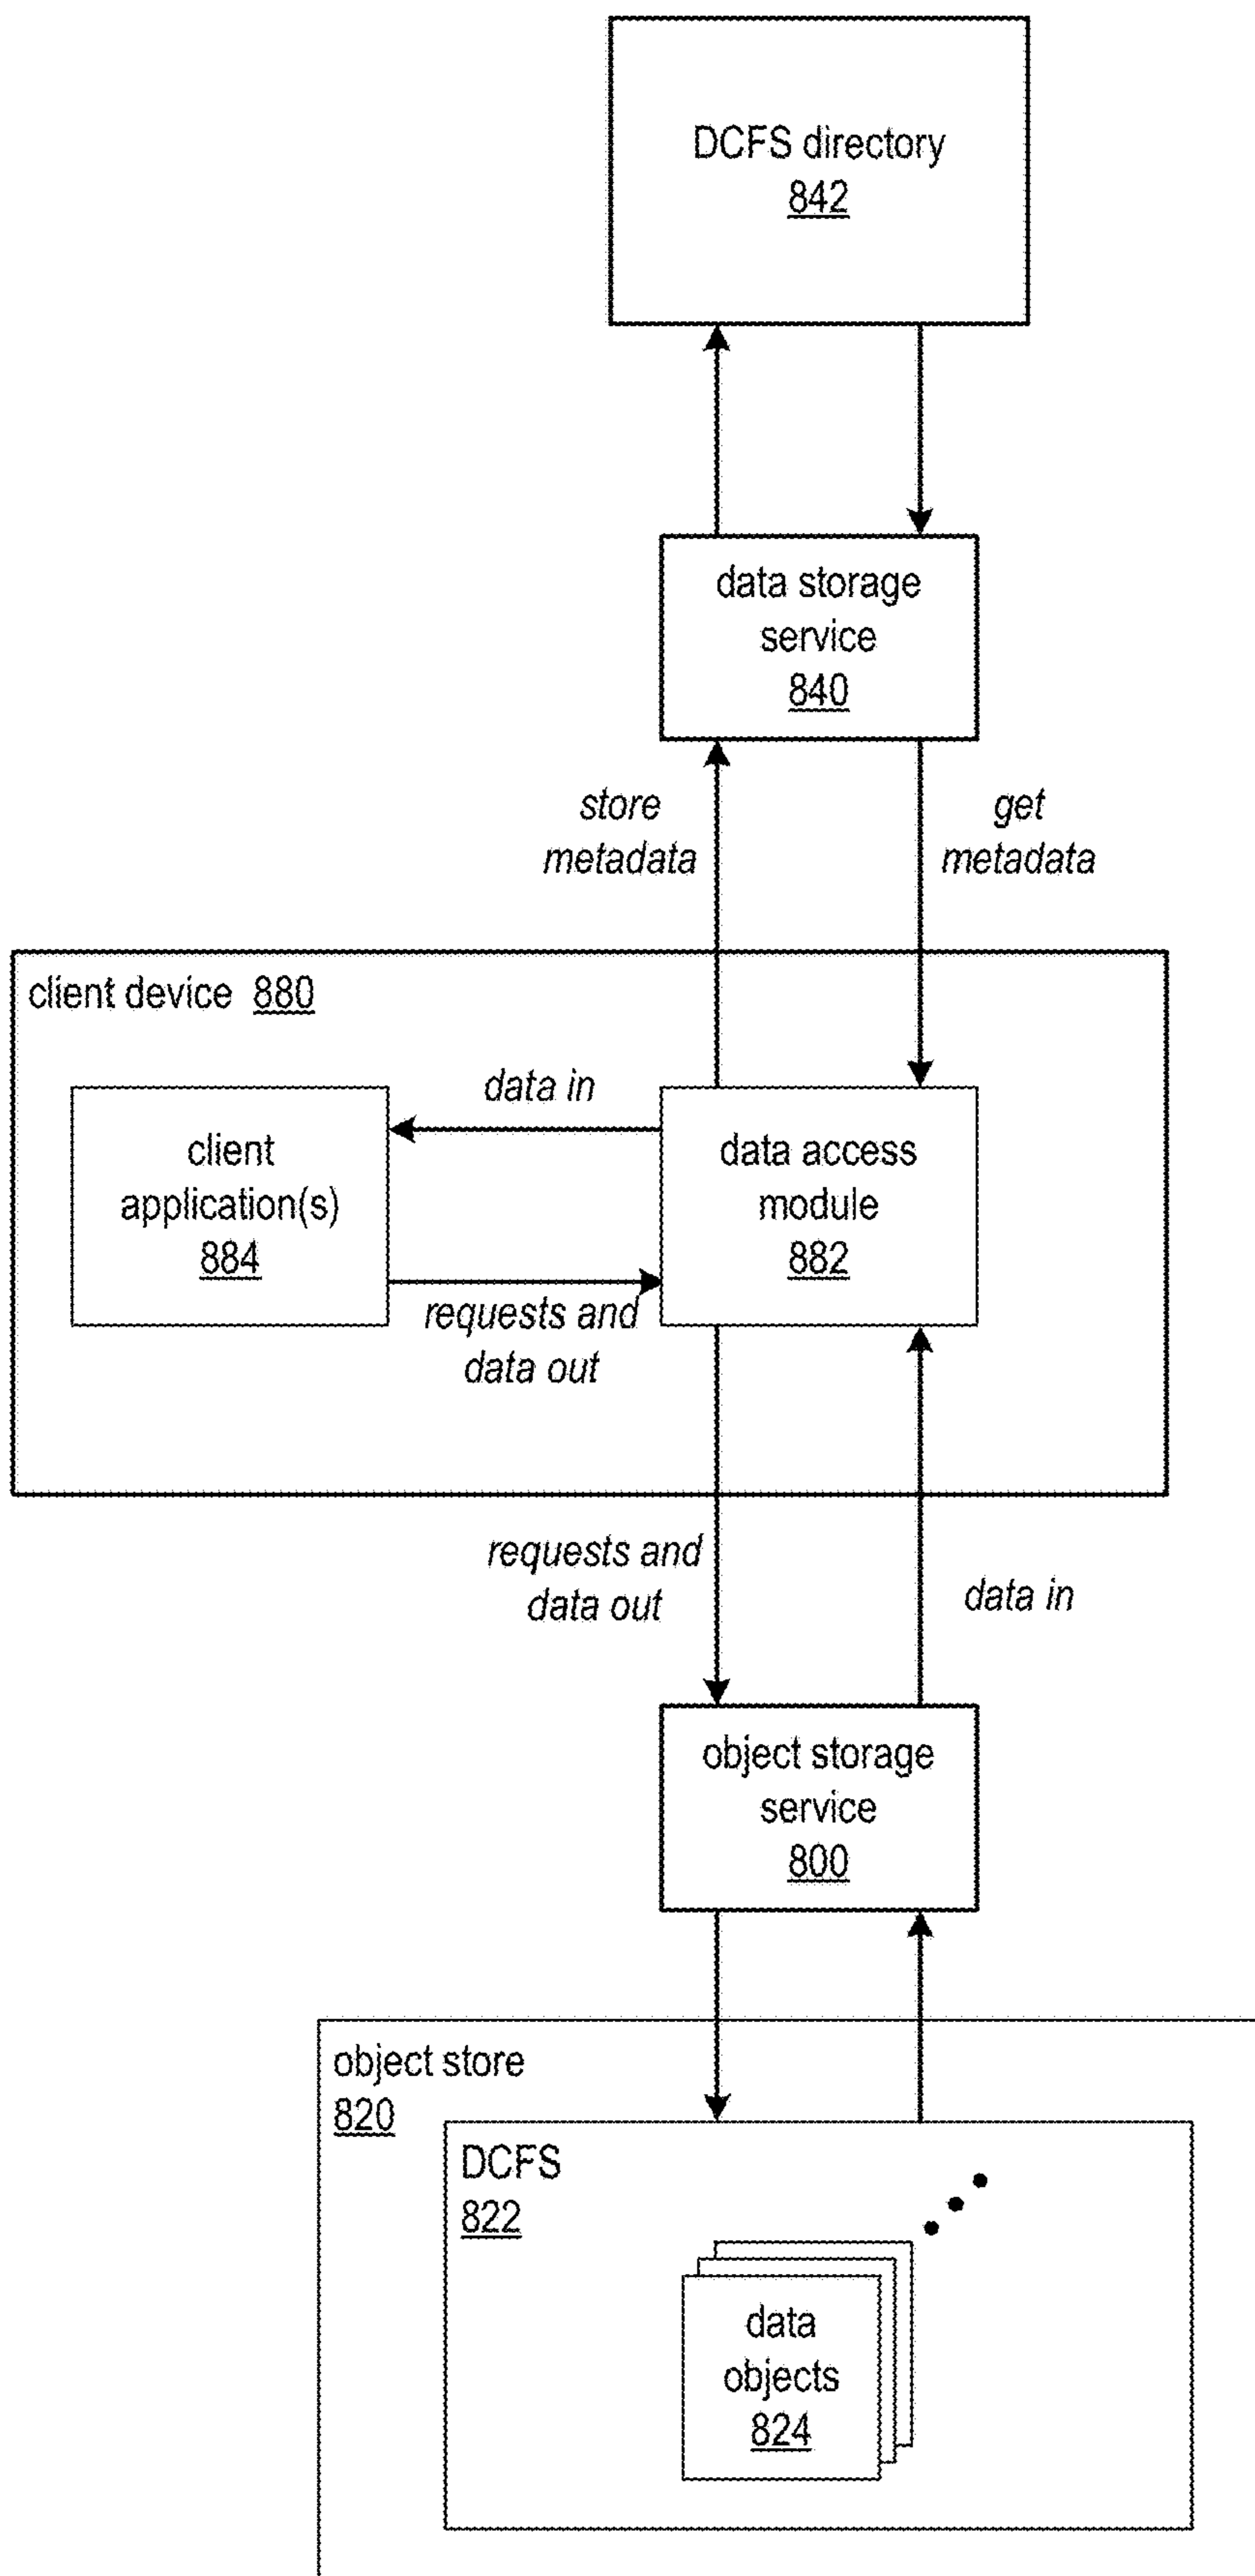 DCFS directory
842
data storage
service
840
store
metadata
get
metadata
client device 880
data in
client
application(s)
884
data access
module
882
requests and
data out
requests and
data out
data in
object storage
service
800
object store
820
DCFS
822
data
objects
824